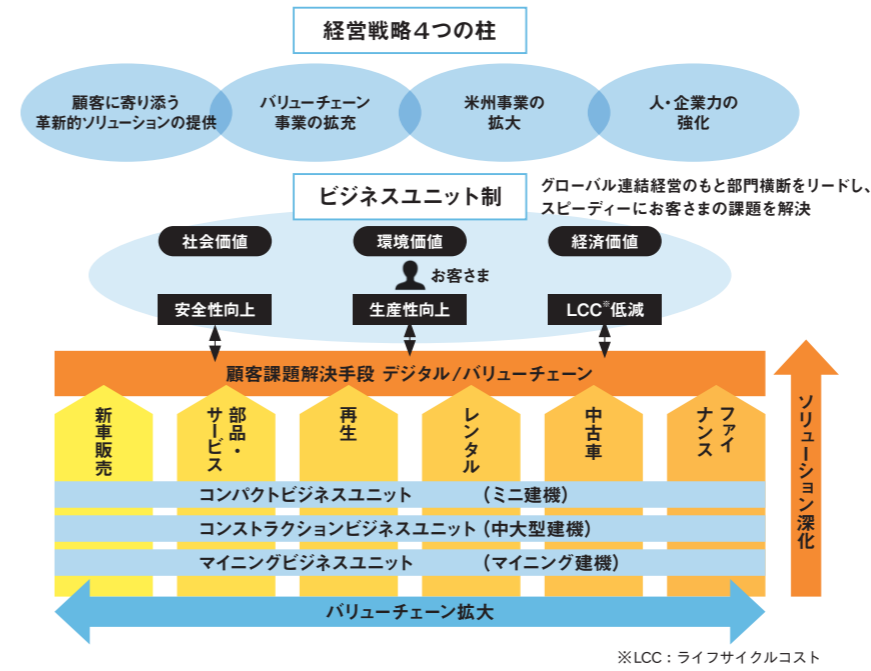 経営戦略4つの柱
顧客に寄り添う
革新的ソリューションの提供
バリューチェーン
事業の拡充
米州事業の
拡大
人・企業力の
強化
ビジネスユニット制
グローバル連結経営のもと部門横断をリードし、
スピーディーにお客さまの課題を解決
社会価値
環境価値
経済価値
お客さま
安全性向上
生産性向上
LCC※低減
顧客課題解決手段 デジタル/バリューチェーン
新車販売
部品・
サービス
再生
レンタル
中古車
ファイ
ナンス
ソリューション深化
コンパクトビジネスユニット （ミニ建機）
コンストラクションビジネスユニット（中大型建機）
マイニングビジネスユニット （マイニング建機）
バリューチェーン拡大
※LCC：ライフサイクルコスト